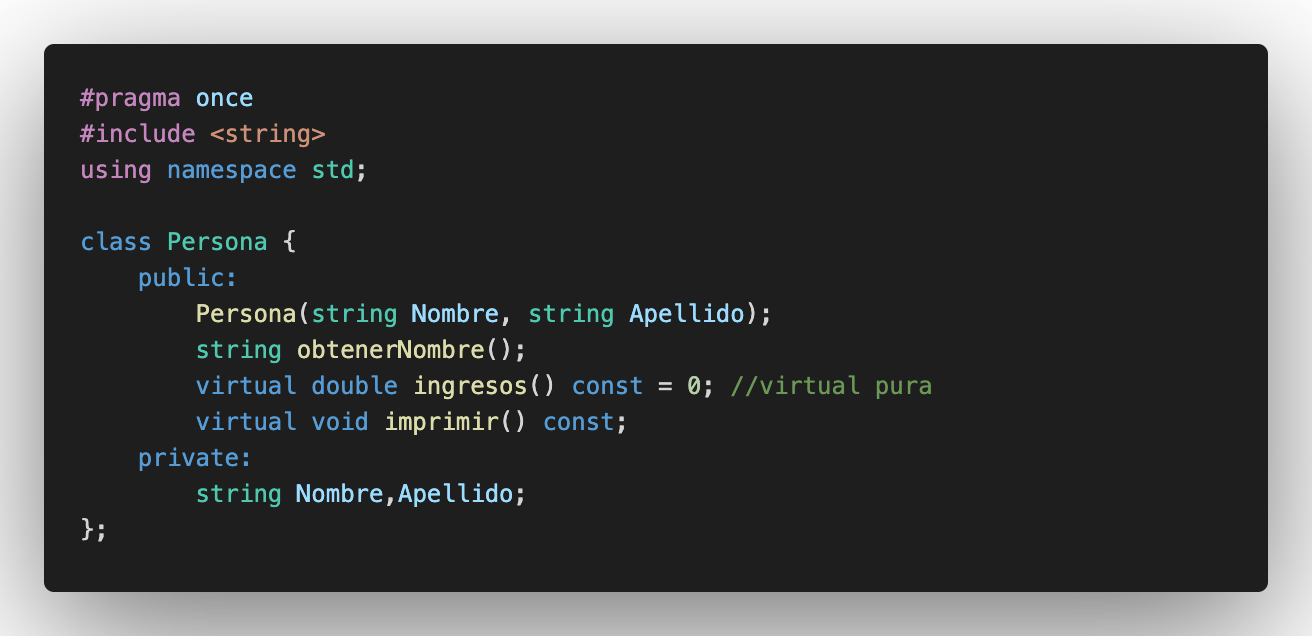 #pragma once
#include <string>
using namespace std;

class Persona {
    public:
        Persona(string Nombre, string Apellido);
        string obtenerNombre();
        virtual double ingresos() const = 0; //virtual pura
        virtual void imprimir() const;
    private:
        string Nombre,Apellido;
};